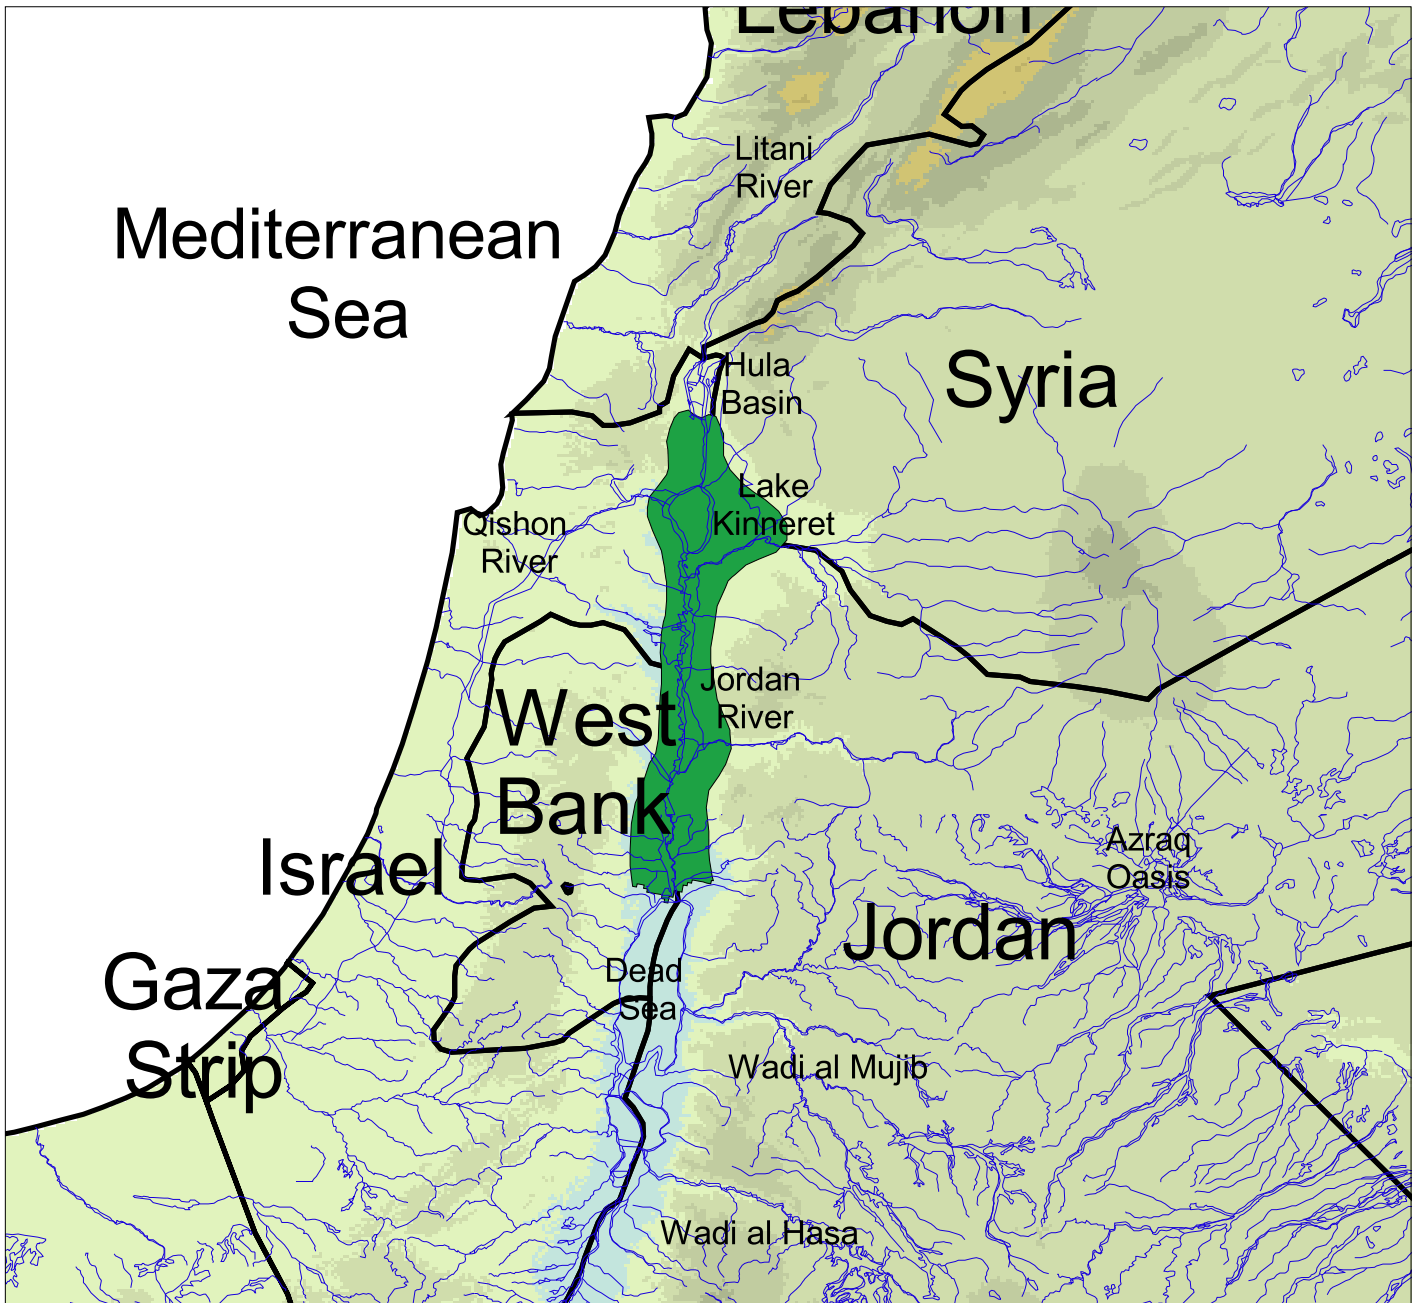 Lebanon
Litani
River
Mediterranean
Sea
Hula
Basin
Syria
Lake
Kinneret
Qishon
River
Jordan
River
West
Bank
Azraq
Oasis
Israel
Jordan
Gaza
Strip
Dead
Sea
Wadi al Mujib
Wadi al Hasa